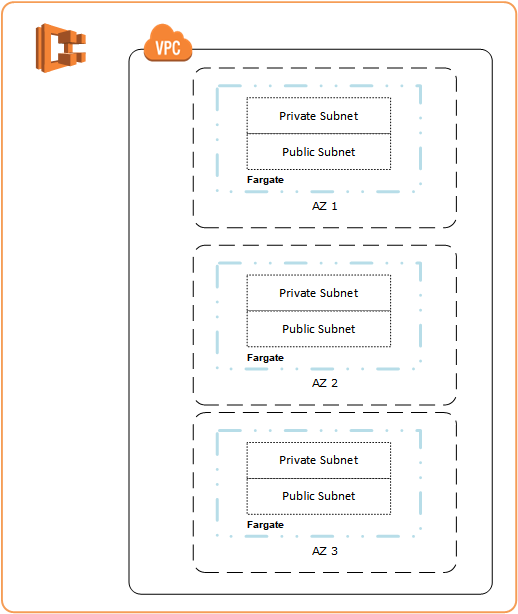 VPC
Private Subnet
Public Subnet
Fargate
AZ 1
Private Subnet
Public Subnet
Fargate
AZ 2
Private Subnet
Public Subnet
Fargate
AZ 3